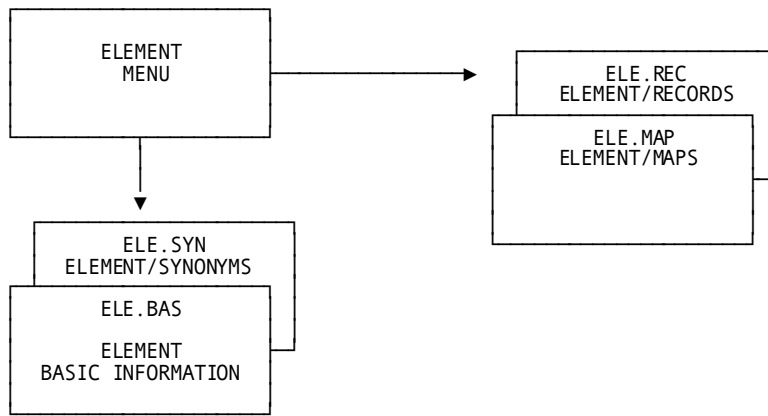 ELEMENT
MENU
ELE.REC
ELEMENT/RECORDS
ELE.MAP
ELEMENT/MAPS
ELE.SYN
ELEMENT/SYNONYMS
ELE.BAS
ELEMENT
BASIC INFORMATION